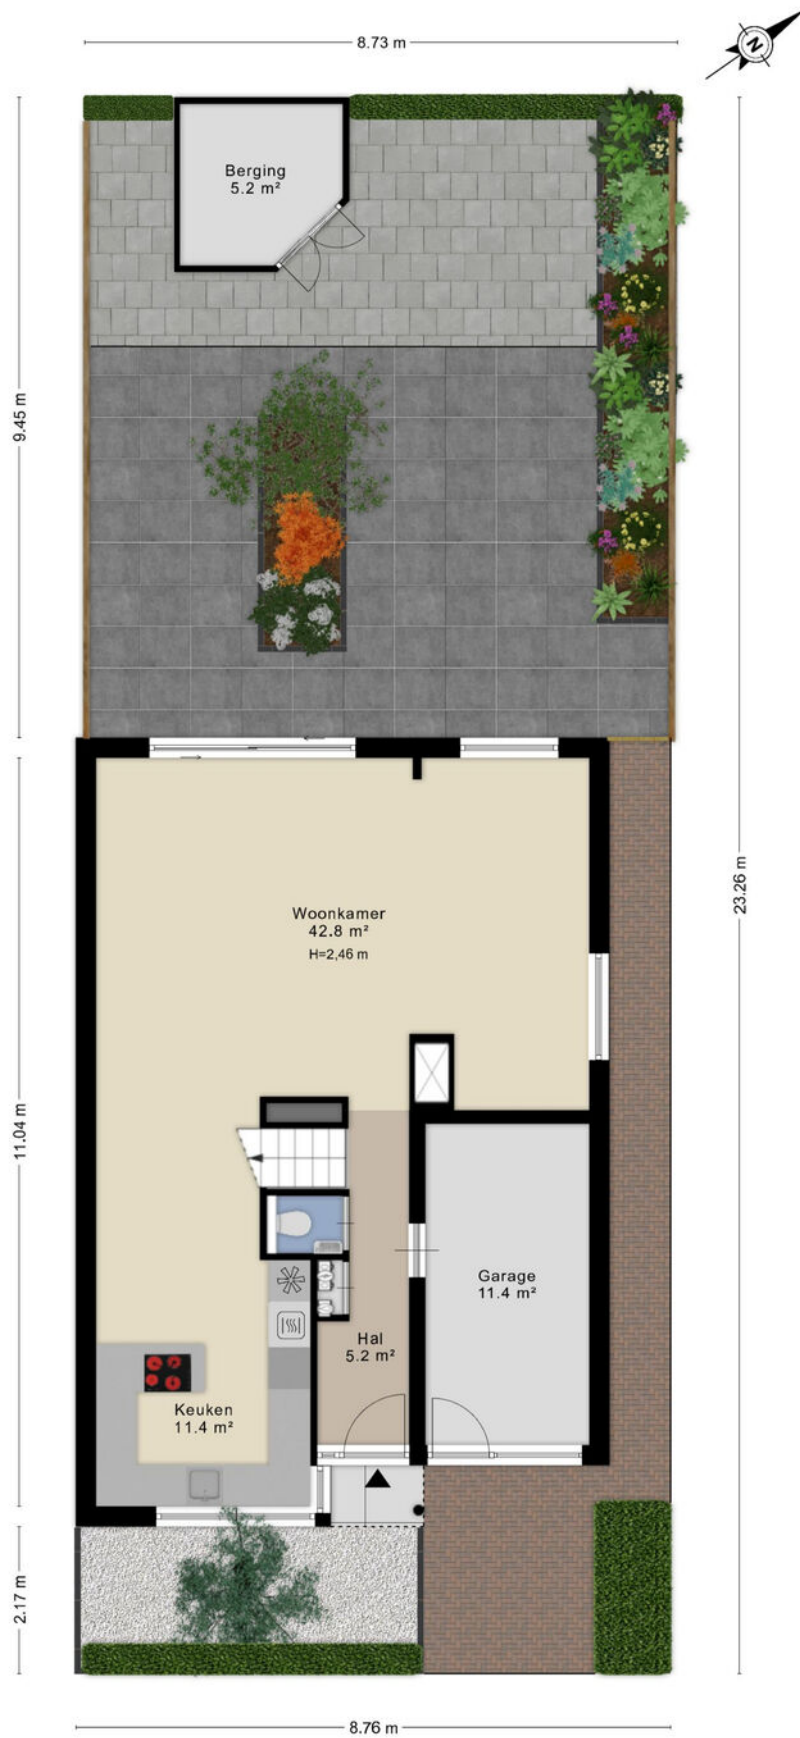 8.73 m
N
Berging
5.2 m²
9.45 m
Woonkamer
42.8 m²
H=2,46 m
23.26 m
11.04 m
Garage
11.4 m²
Hal
5.2 m²
Keuken
11.4 m²
2.17 m
8.76 m